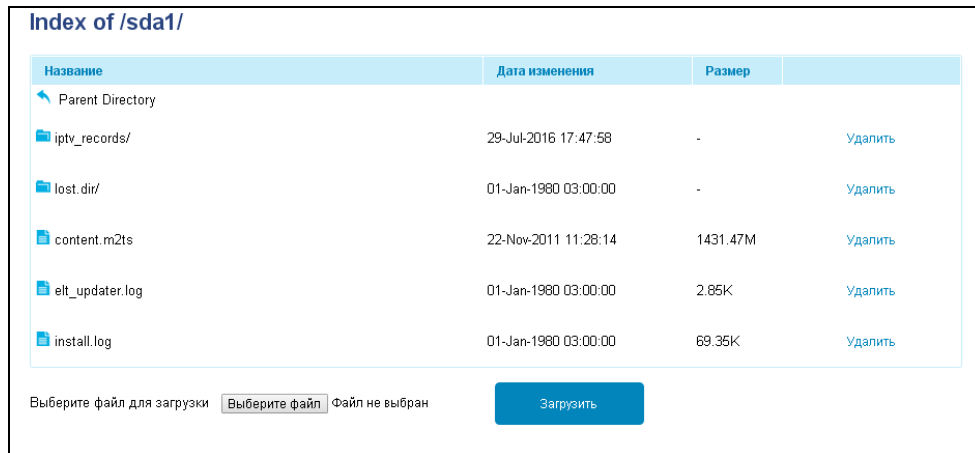 Index of /sda1/
Название Дата изменения Размер
Parent Directory
iptv_records/ 29-Jul-2016 17:47:58 - Удалить
lost.dir/ 01-Jan-1980 03:00:00 - Удалить
content.m2ts 22-Nov-2011 11:28:14 1431.47M Удалить
elt_updater.log 01-Jan-1980 03:00:00 2.85K Удалить
install.log 01-Jan-1980 03:00:00 69.35K Удалить
Выберите файл для загрузки Выберите файл Файл не выбран Загрузить